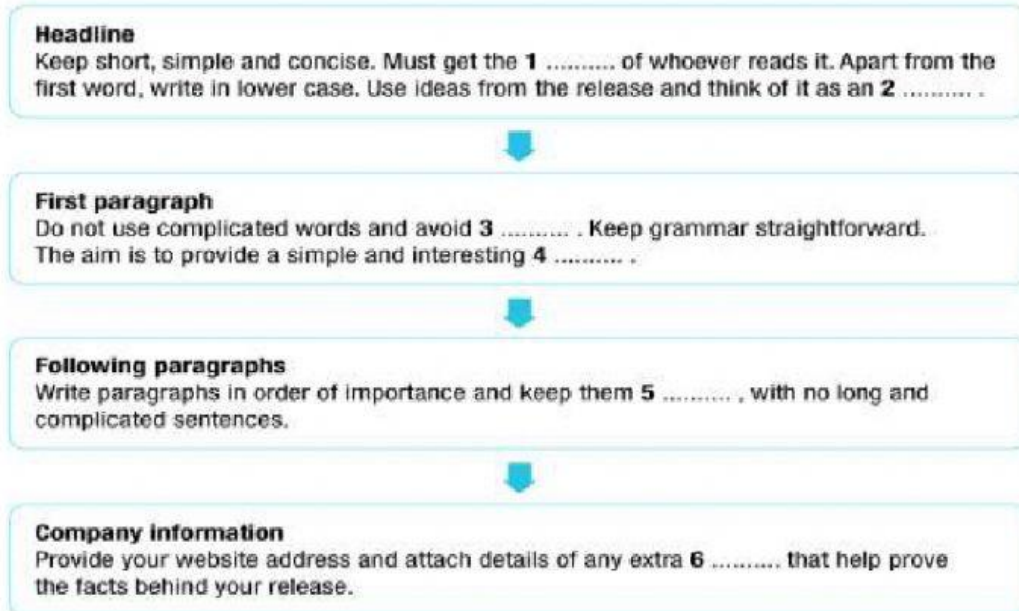 Headline
Keep short, simple and concise. Must get the 1 .......... of whoever reads it. Apart from the
first word, write in lower case. Use ideas from the release and think of it as an 2 .......... .
First paragraph
Do not use complicated words and avoid 3 .......... . Keep grammar straightforward.
The aim is to provide a simple and interesting 4 .......... .
Following paragraphs
Write paragraphs in order of importance and keep them 5 .......... , with no long and
complicated sentences.
Company information
Provide your website address and attach details of any extra 6 .......... that help prove
the facts behind your release.